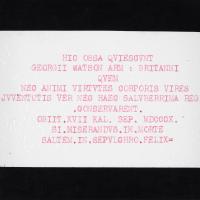 HIC OSSA QVIESCVNT
GEORGII WATSON ARM : BRITANNI
QVEM
NEC ANIMI VIRTVTES CORPORIS VIRES
JVVENTVTIS VER NEC HAEC SALVBERRIMA REG
.CONSERVARENT.
OBIIT.XVII KAL. SEP. MDCCCX.
SI.MISERANDVS.IN.MORTE
SALTEM.IN.SEPVLCHRO.FELIX=